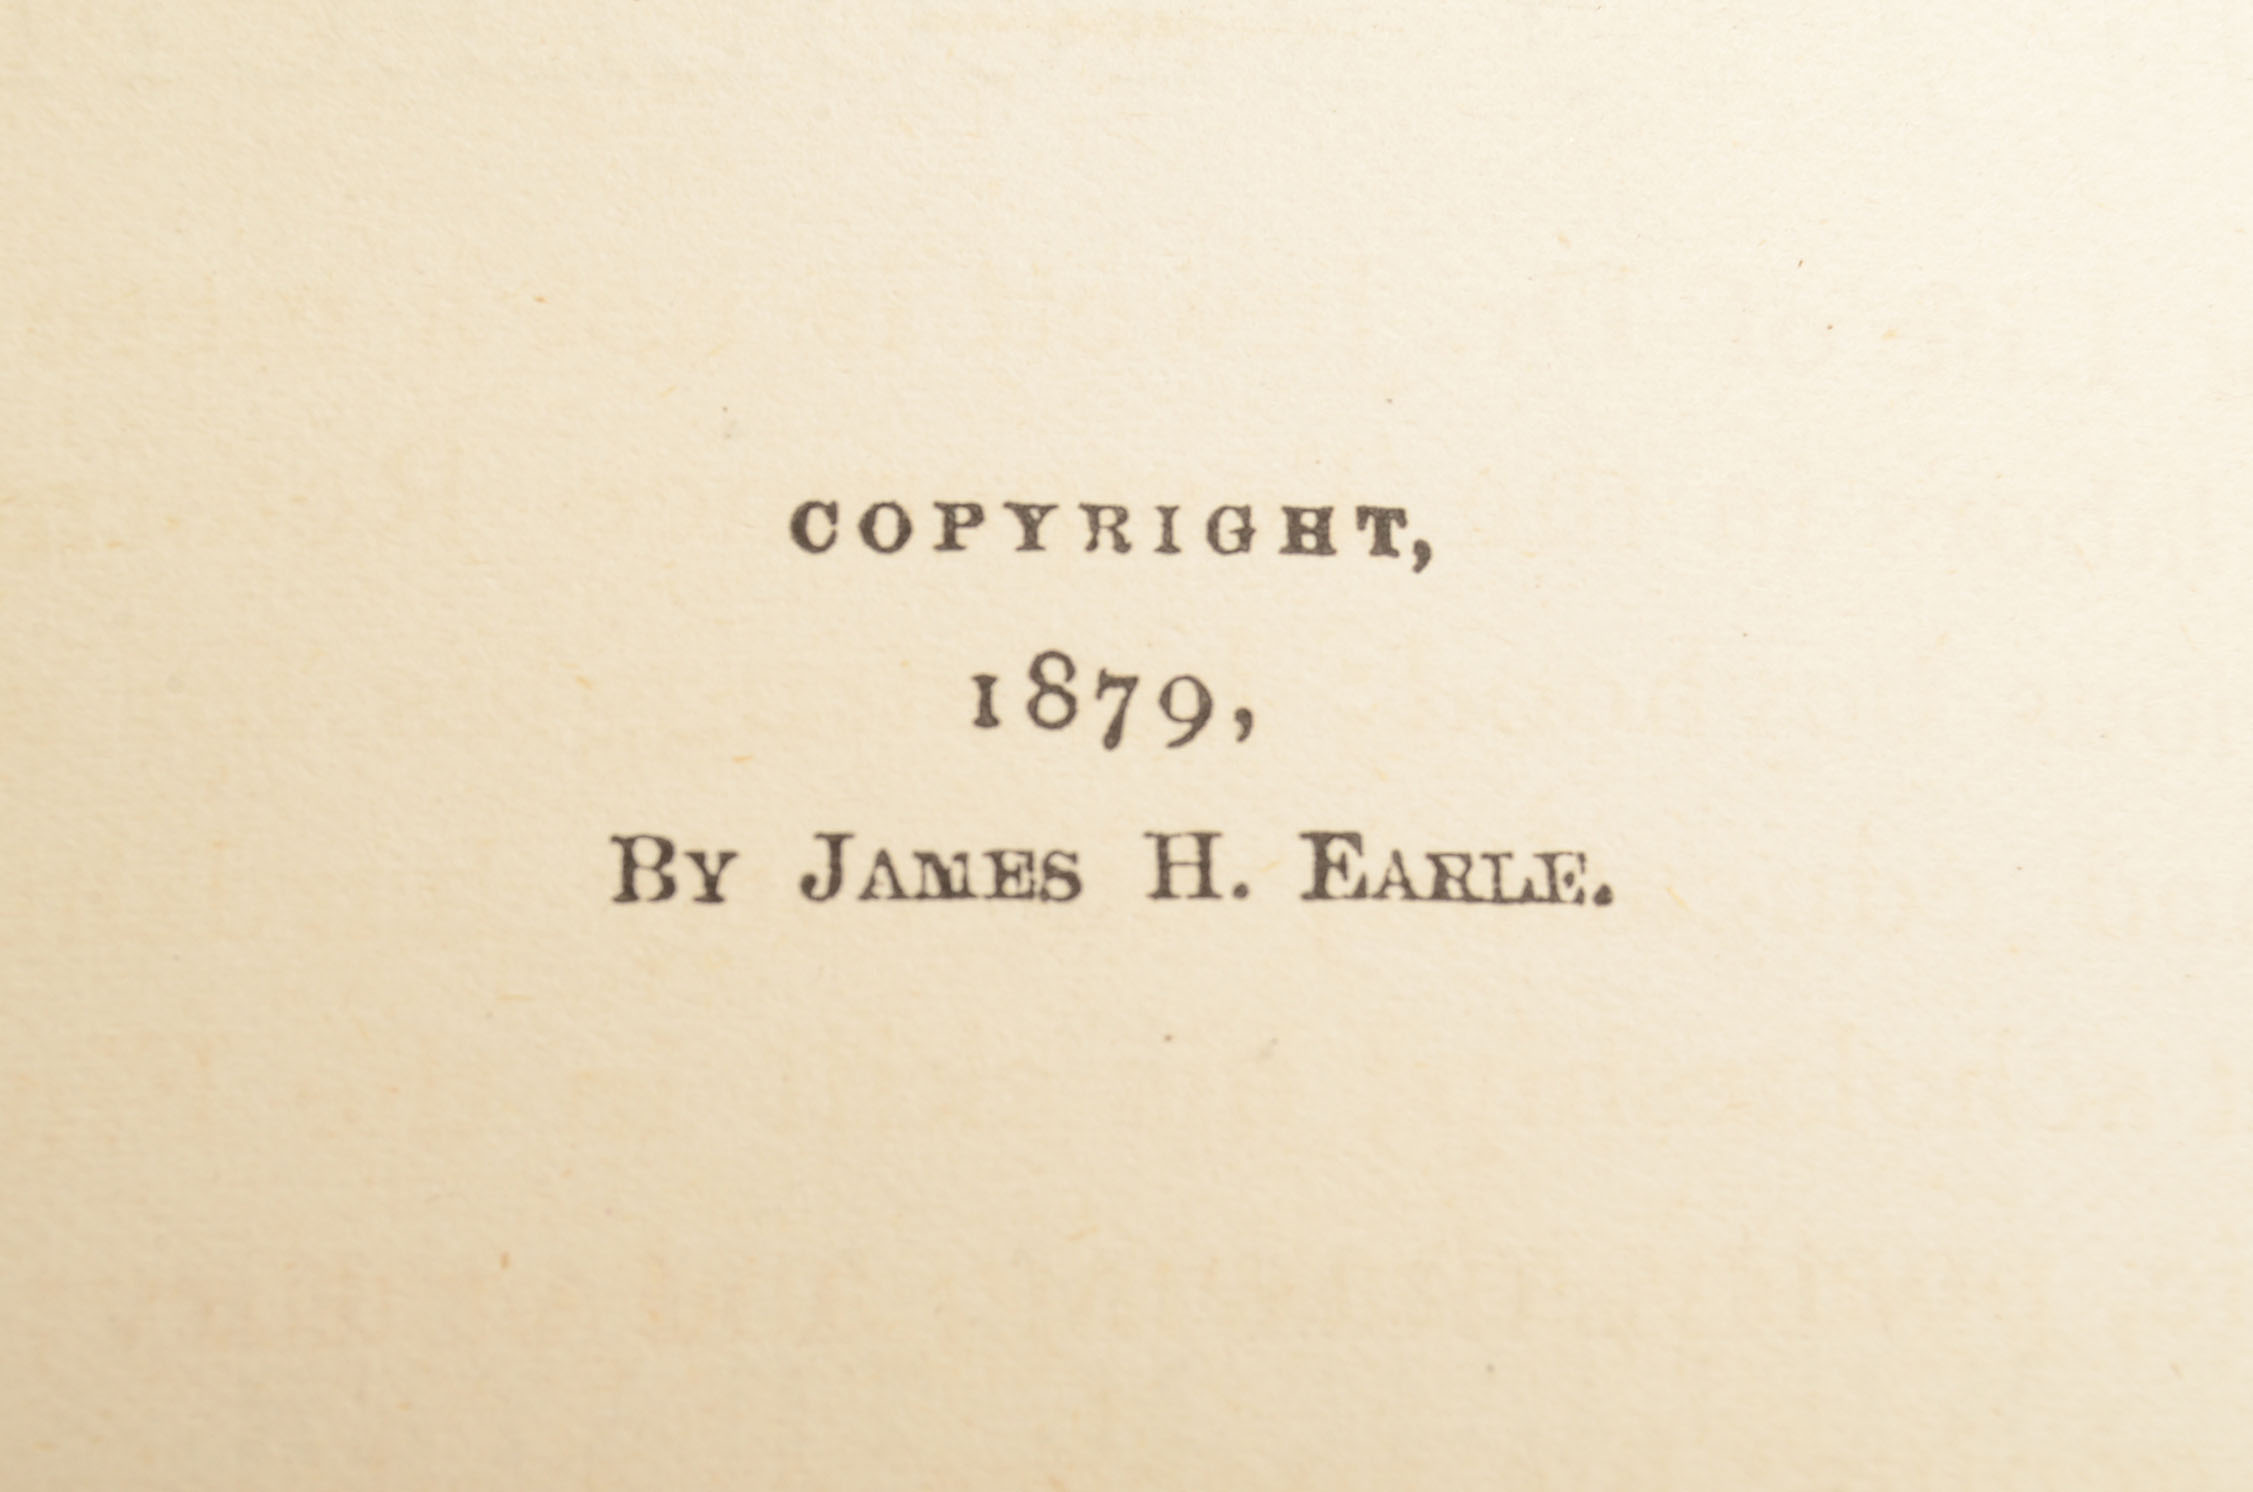 COPYRIGHT,
1879,
By James H. Earle.